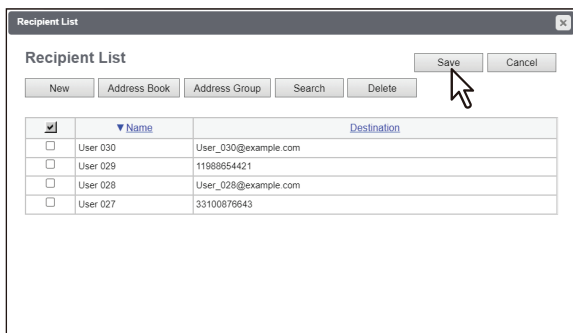 Recipient List
Recipient List
Save Cancel
New Address Book Address Group Search Delete
▼Name Destination
User 030 User_030@example.com
User 029 11988654421
User 028 User_028@example.com
User 027 33100876643